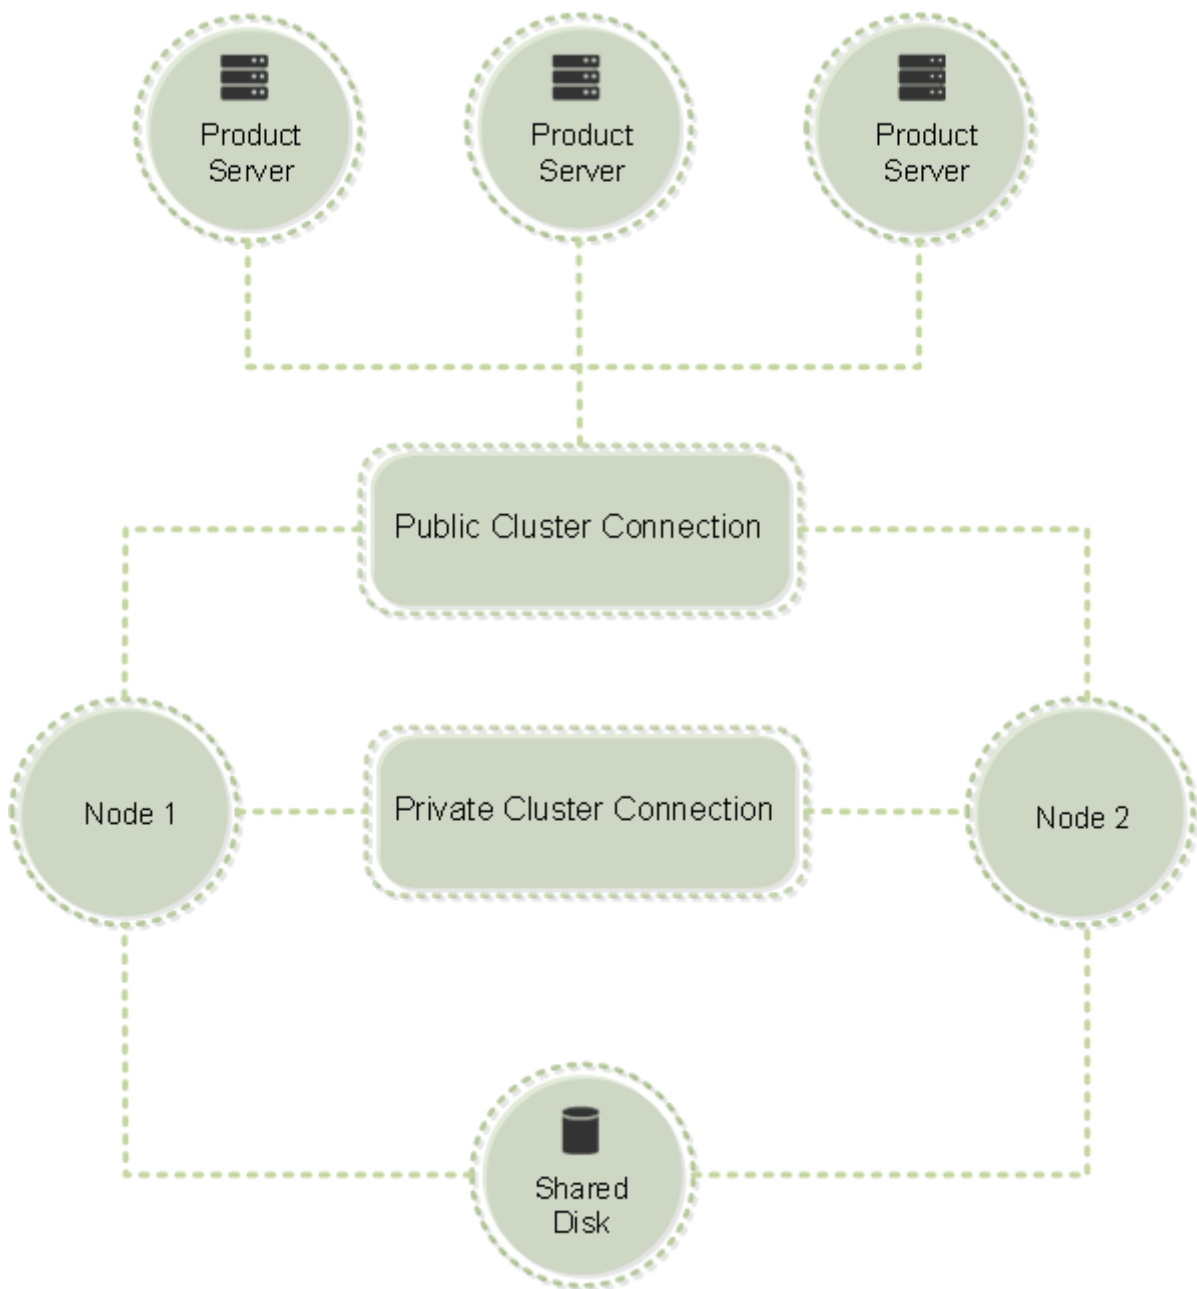 Product
Server
Product
Server
Product
Server
Public Cluster Connection
Node 1
Private Cluster Connection
Node 2
Shared
Disk